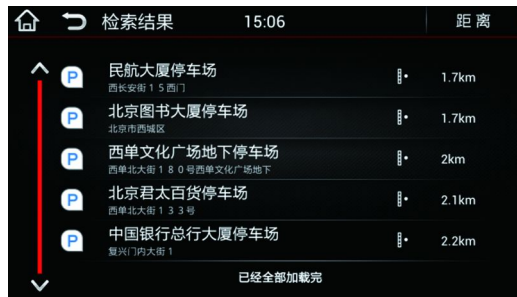 检索结果 15:06 距离
P 民航大厦停车场 1.7km
西长安街15西门
P 北京图书大厦停车场 1.7km
北京市西城区
P 西单文化广场地下停车场 2km
西单北大街180号西单文化广场地下
P 北京君太百货停车场 2.1km
西单北大街133号
P 中国银行总行大厦停车场 2.2km
复兴门内大街1
已经全部加载完